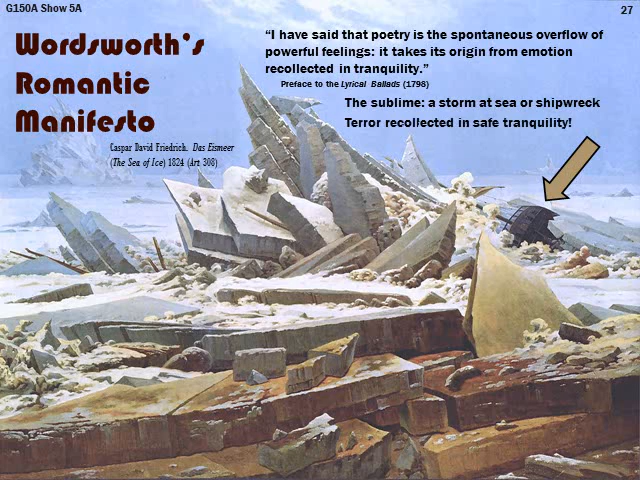 G150A Show 5A
27
Wordsworth's
Romantic
Manifesto
“I have said that poetry is the spontaneous overflow of
powerful feelings: it takes its origin from emotion
recollected in tranquility.”
Preface to the Lyrical Ballads (1798)
The sublime: a storm at sea or shipwreck
Terror recollected in safe tranquility!
Caspar David Friedrich. Das Eismeer
(The Sea of Ice) 1824 (Art 308)